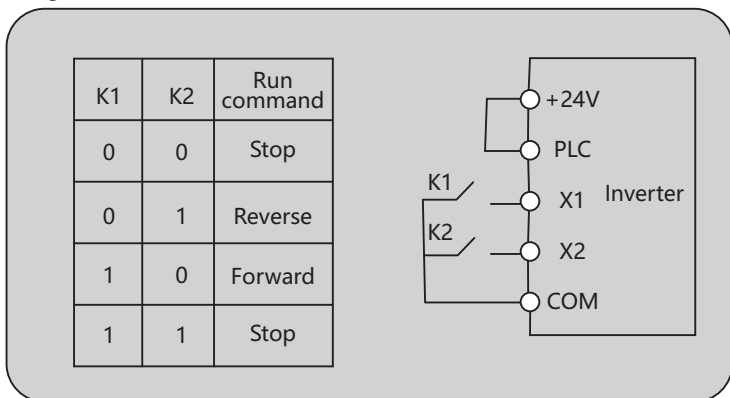 K1 K2 Run command
0 0 Stop
0 1 Reverse
1 0 Forward
1 1 Stop
+24V
PLC
K1
X1 Inverter
K2
X2
COM